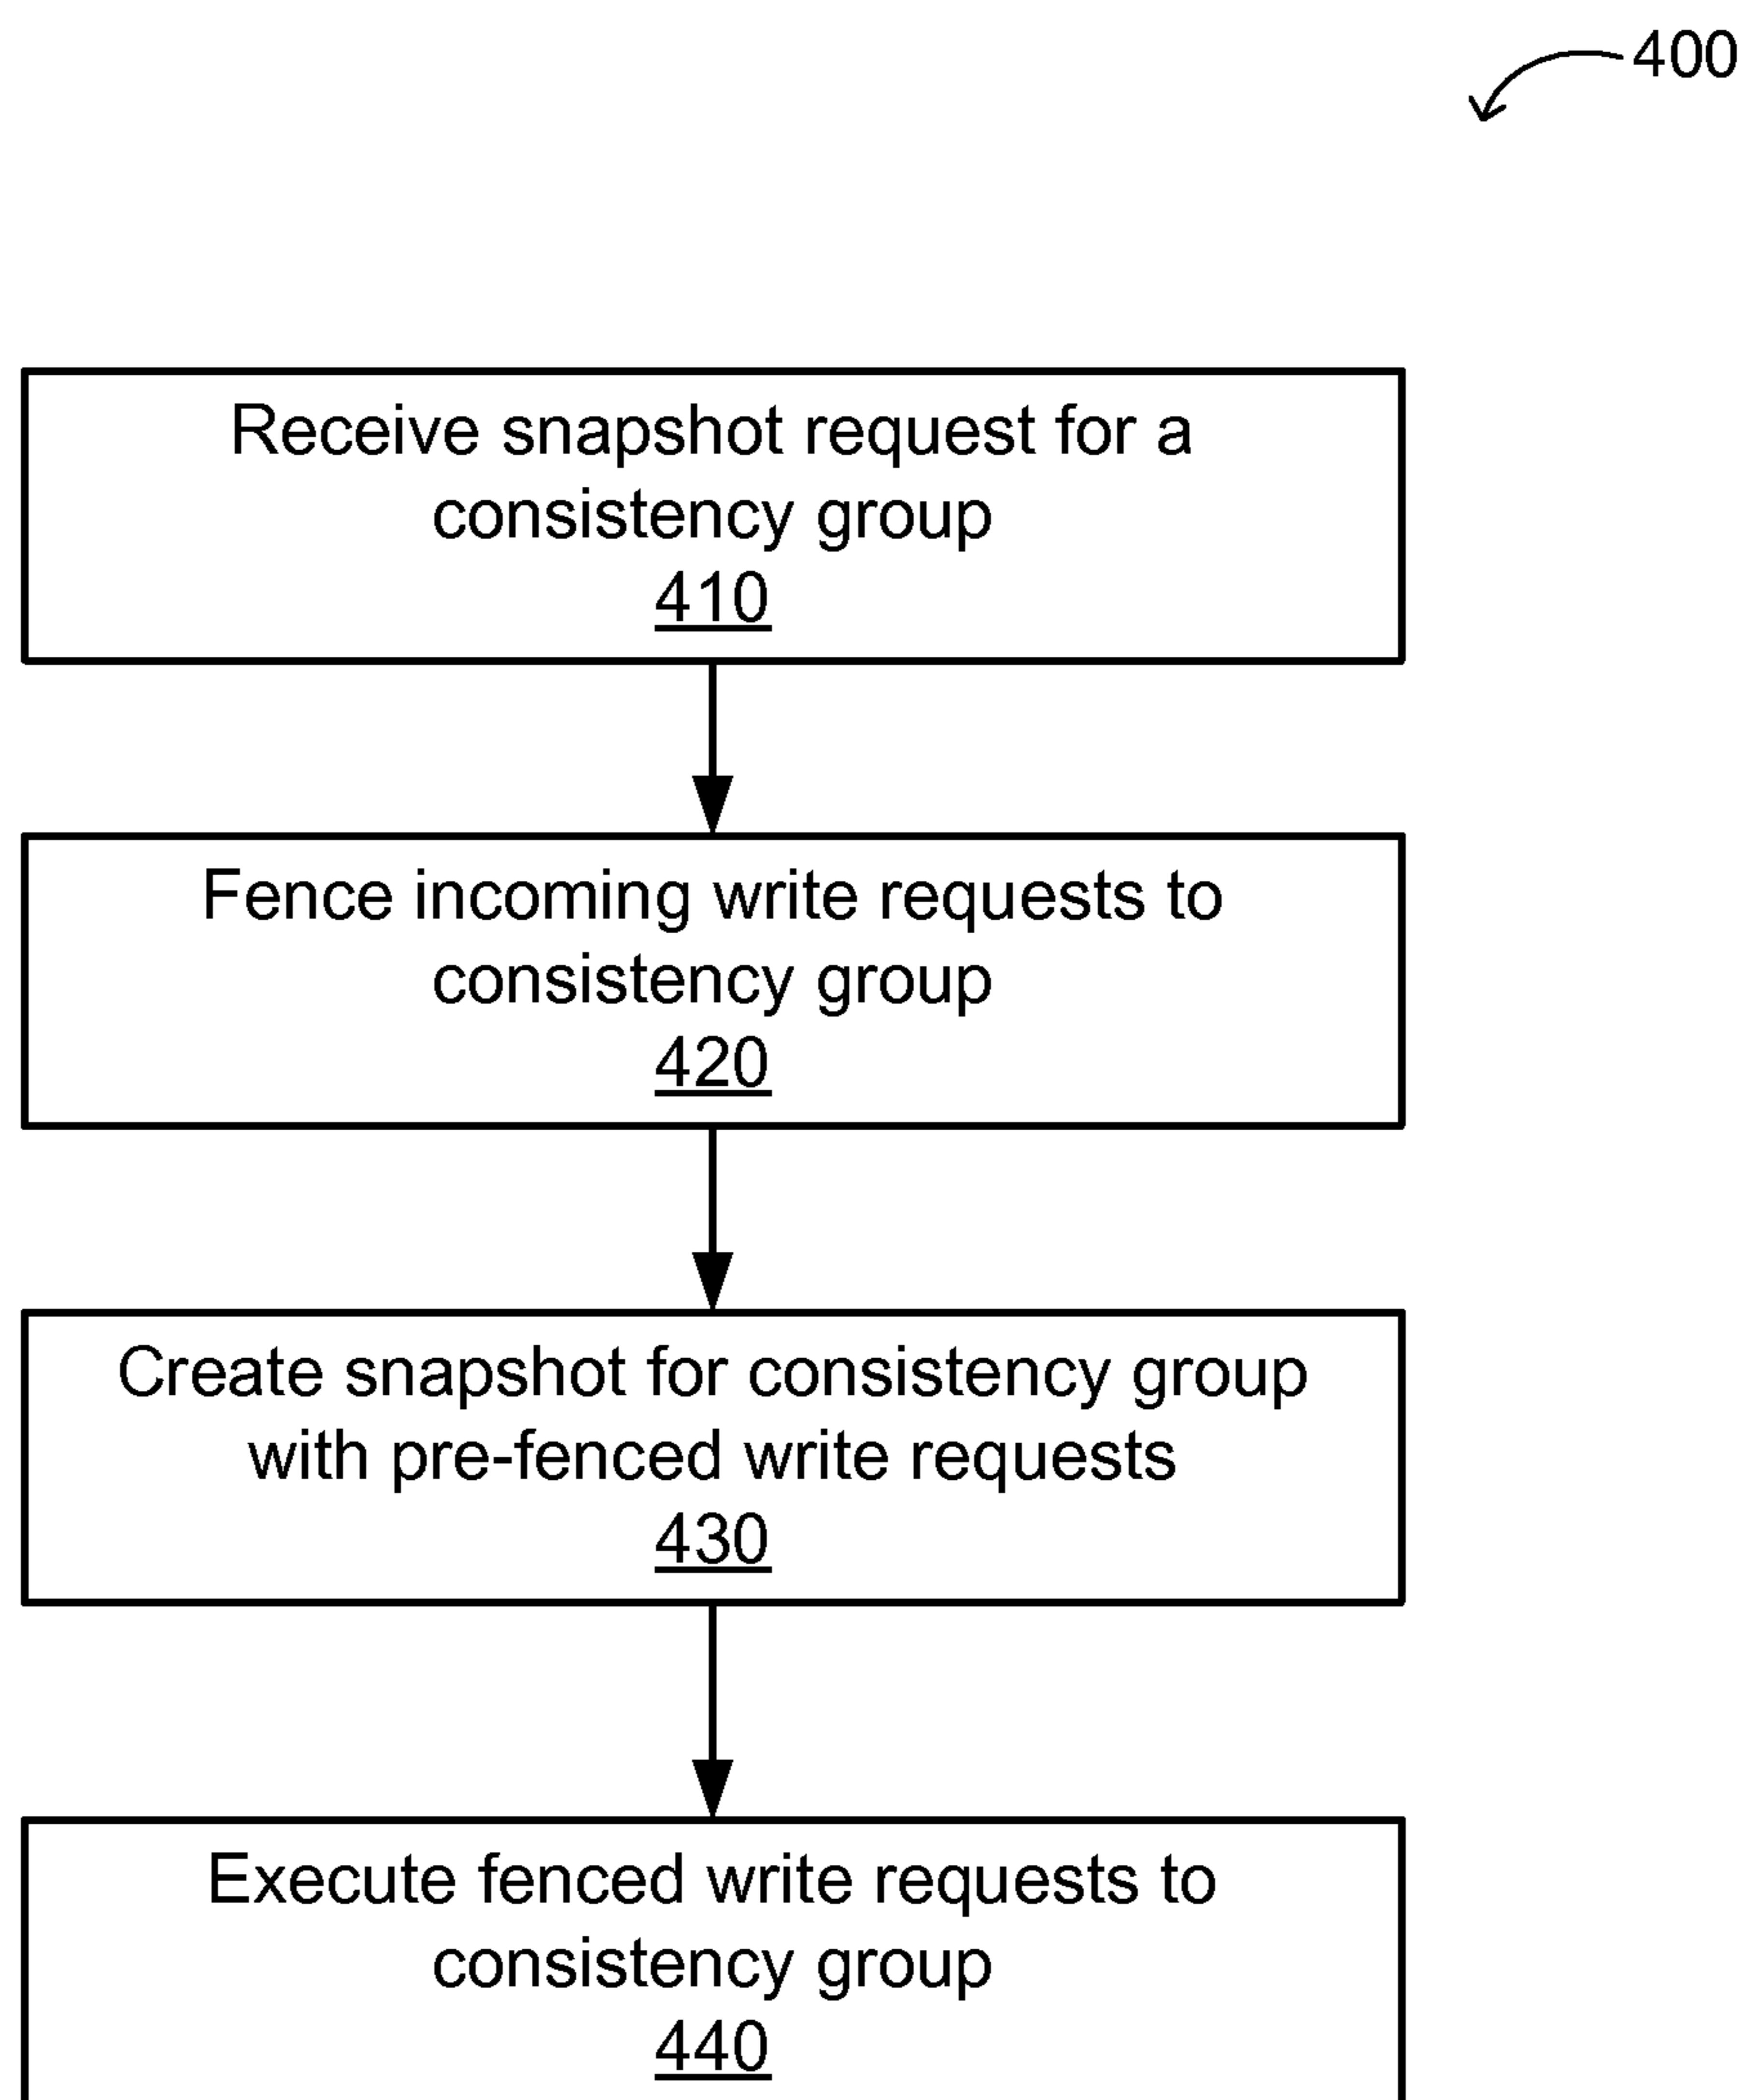 400
Receive snapshot request for a
consistency group
410
Fence incoming write requests to
consistency group
420
Create snapshot for consistency group
with pre-fenced write requests
430
Execute fenced write requests to
consistency group
440